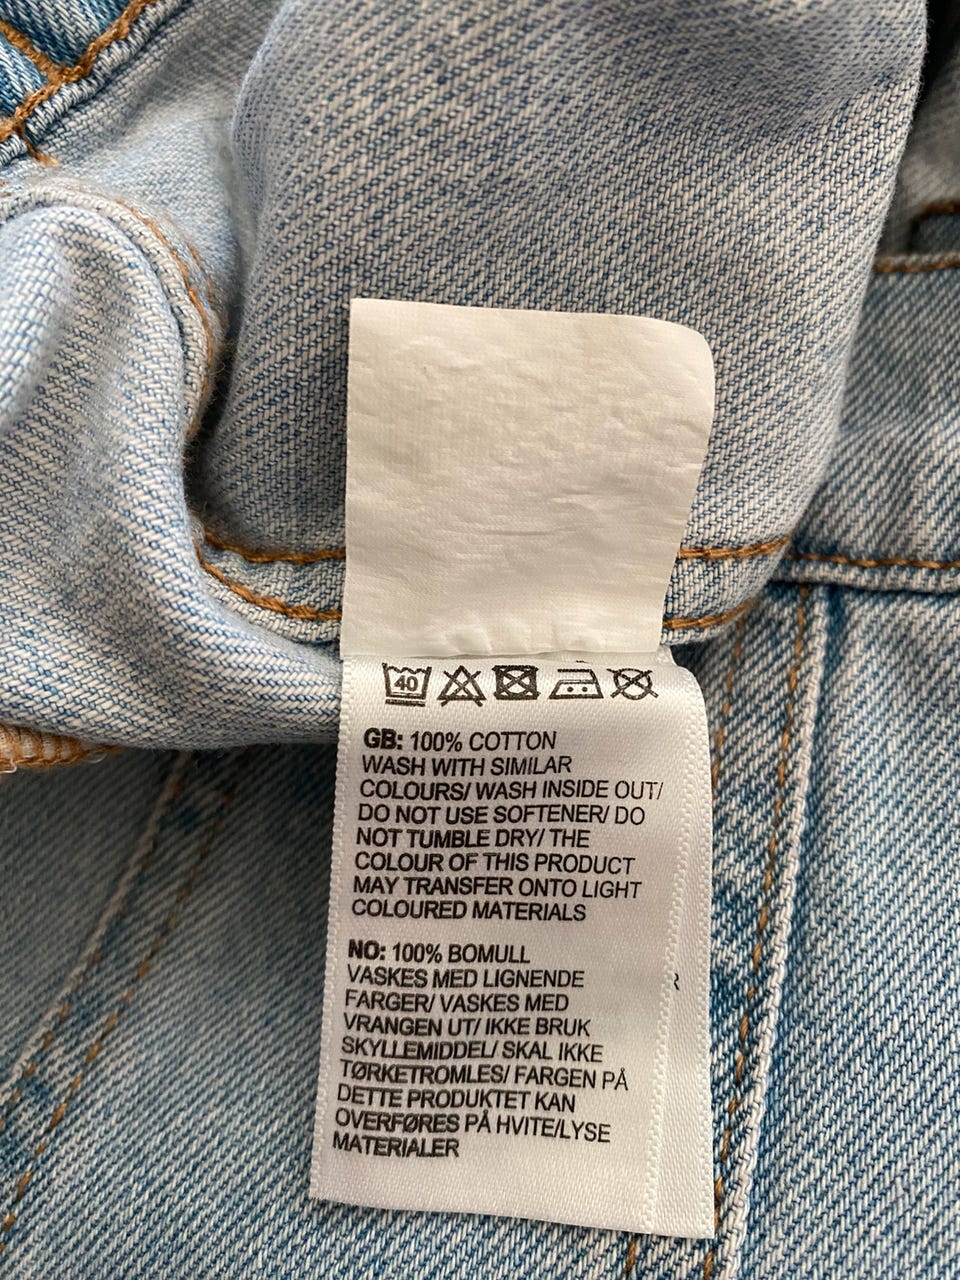 40
GB: 100% COTTON
WASH WITH SIMILAR
COLOURS/ WASH INSIDE OUT/
DO NOT USE SOFTENER/ DO
NOT TUMBLE DRY/ THE
COLOUR OF THIS PRODUCT
MAY TRANSFER ONTO LIGHT
COLOURED MATERIALS
NO: 100% BOMULL
VASKES MED LIGNENDE
FARGER/ VASKES MED
VRANGEN UT/ IKKE BRUK
SKYLLEMIDDEL/ SKAL IKKE
TØRKETROMLES/ FARGEN PÅ
DETTE PRODUKTET KAN
OVERFØRES PÅ HVITE/LYSE
MATERIALER